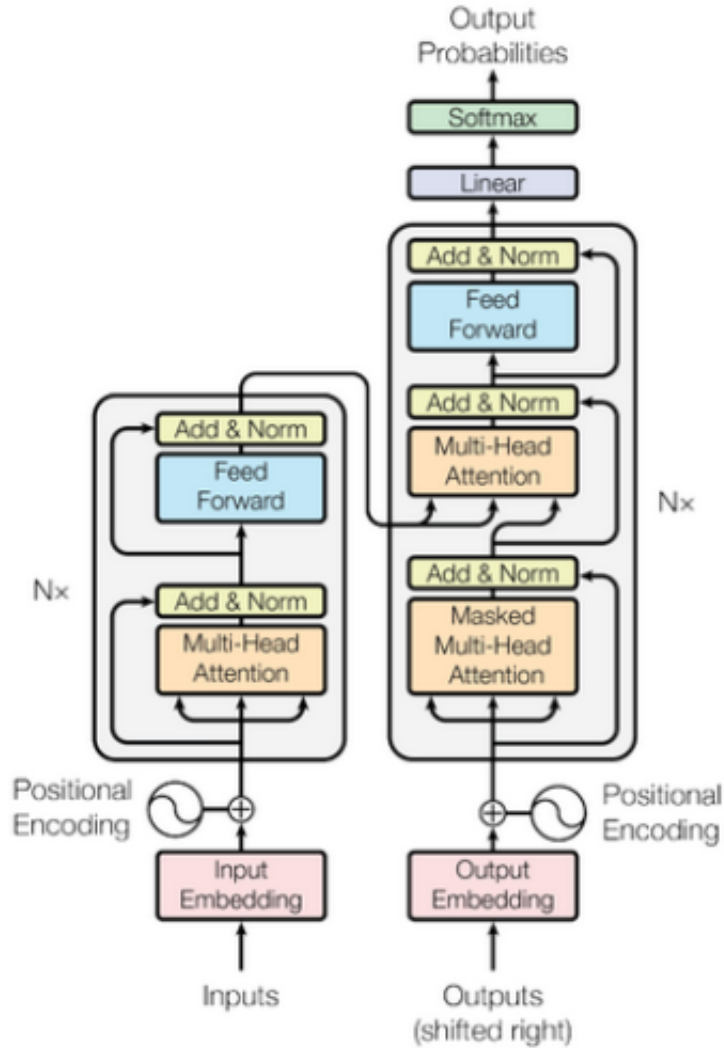 Output
Probabilities
Softmax
Linear
Add & Norm
Feed
Forward
Add & Norm
Multi-Head
Attention
Add & Norm
Masked
Multi-Head
Attention
Nx
Add & Norm
Feed
Forward
Add & Norm
Multi-Head
Attention
Nx
Positional
Encoding
Positional
Encoding
Input
Embedding
Output
Embedding
Inputs
Outputs
(shifted right)